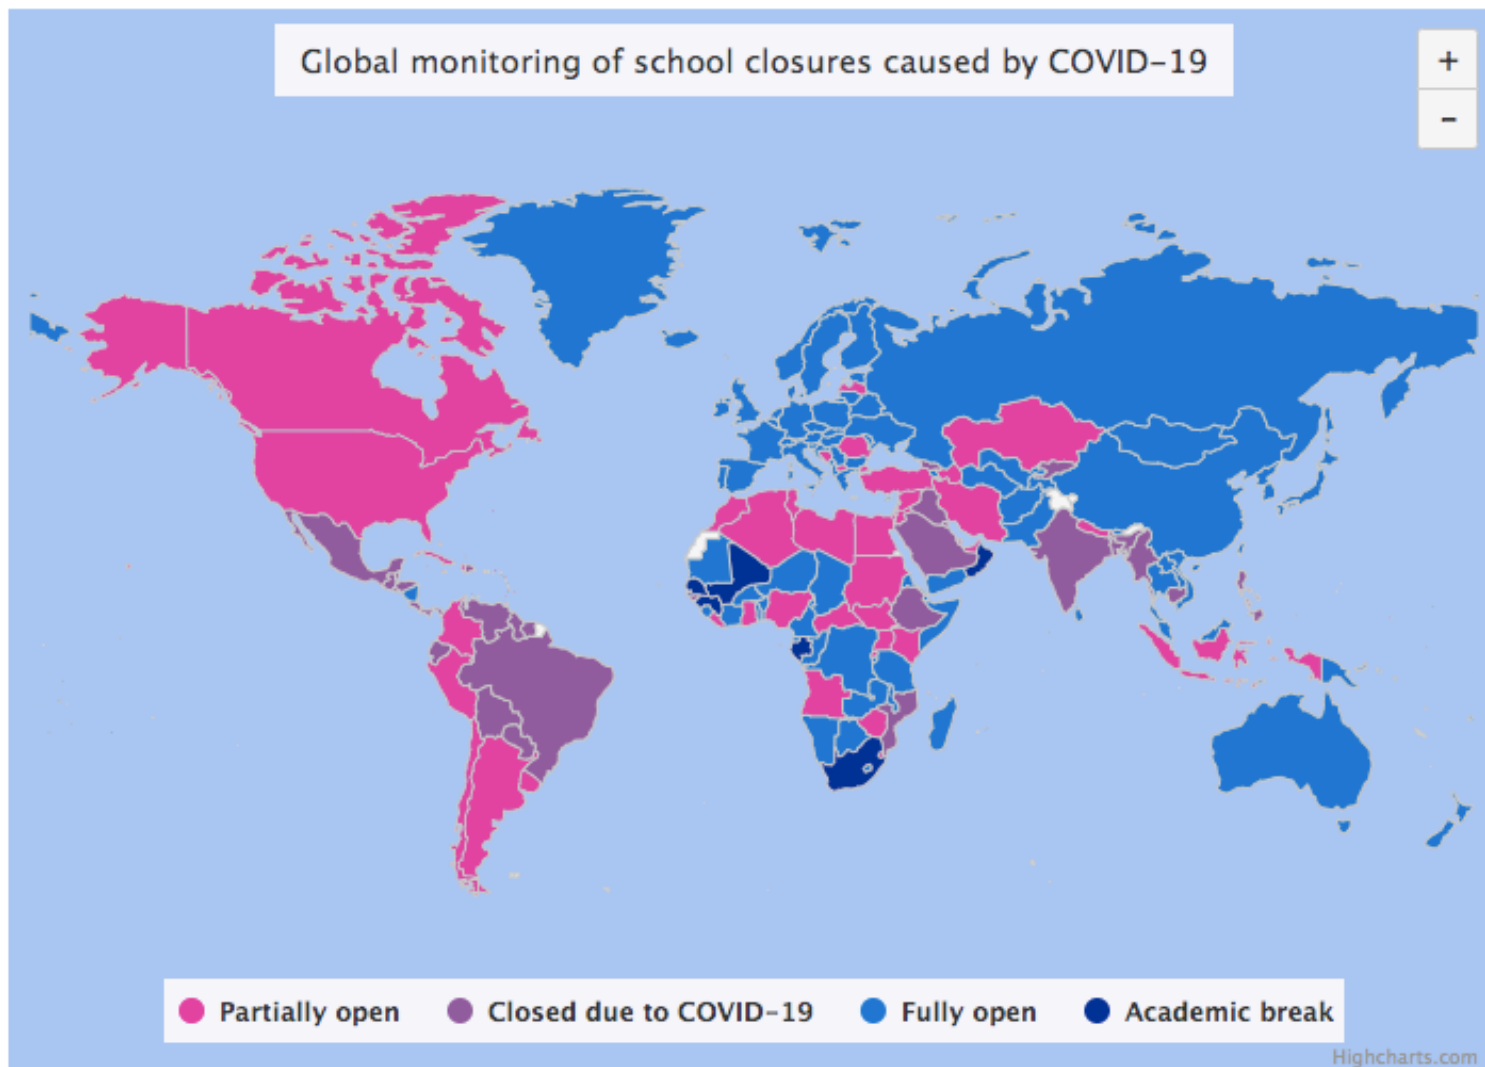 Global monitoring of school closures caused by COVID-19
+
-
Partially open
Closed due to COVID-19
Fully open
Academic break
Highcharts.com